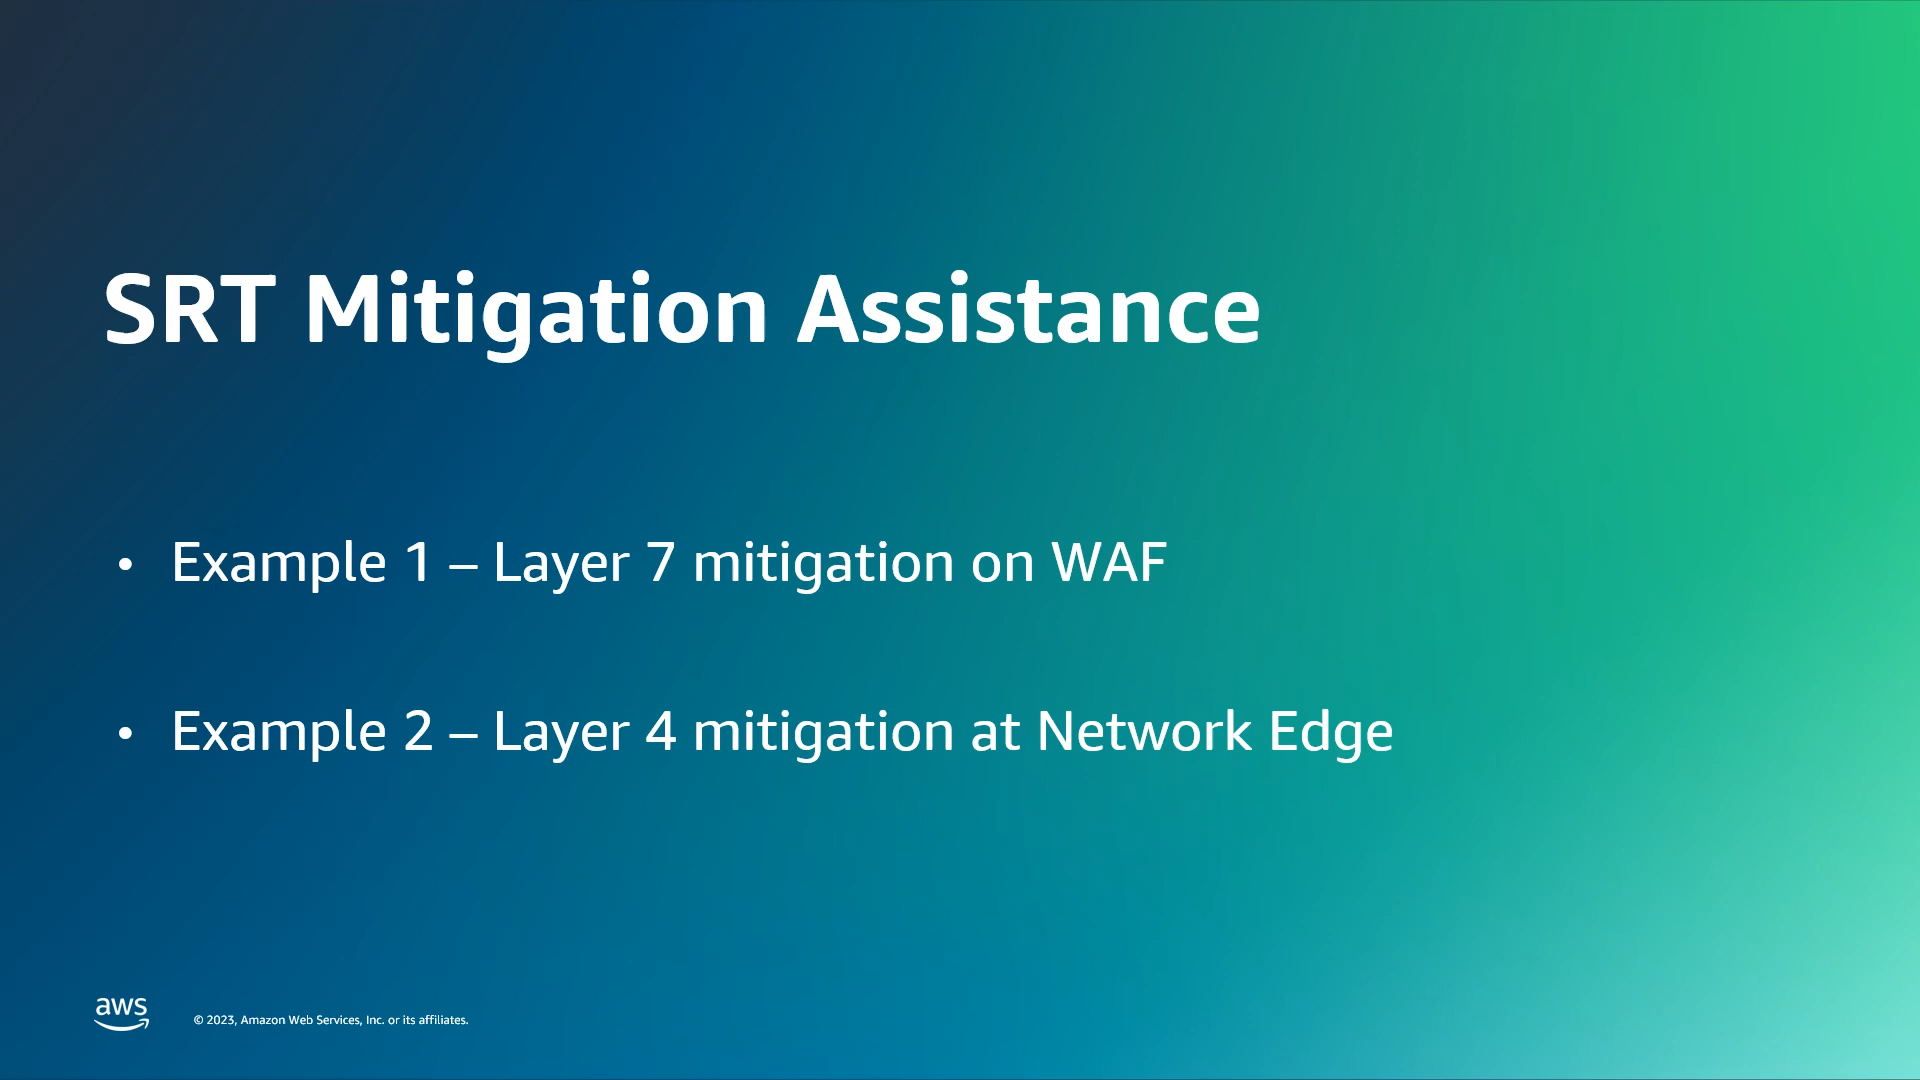 SRT Mitigation Assistance
• Example 1 – Layer 7 mitigation on WAF
• Example 2 – Layer 4 mitigation at Network Edge
aws
© 2023, Amazon Web Services, Inc. or its affiliates.